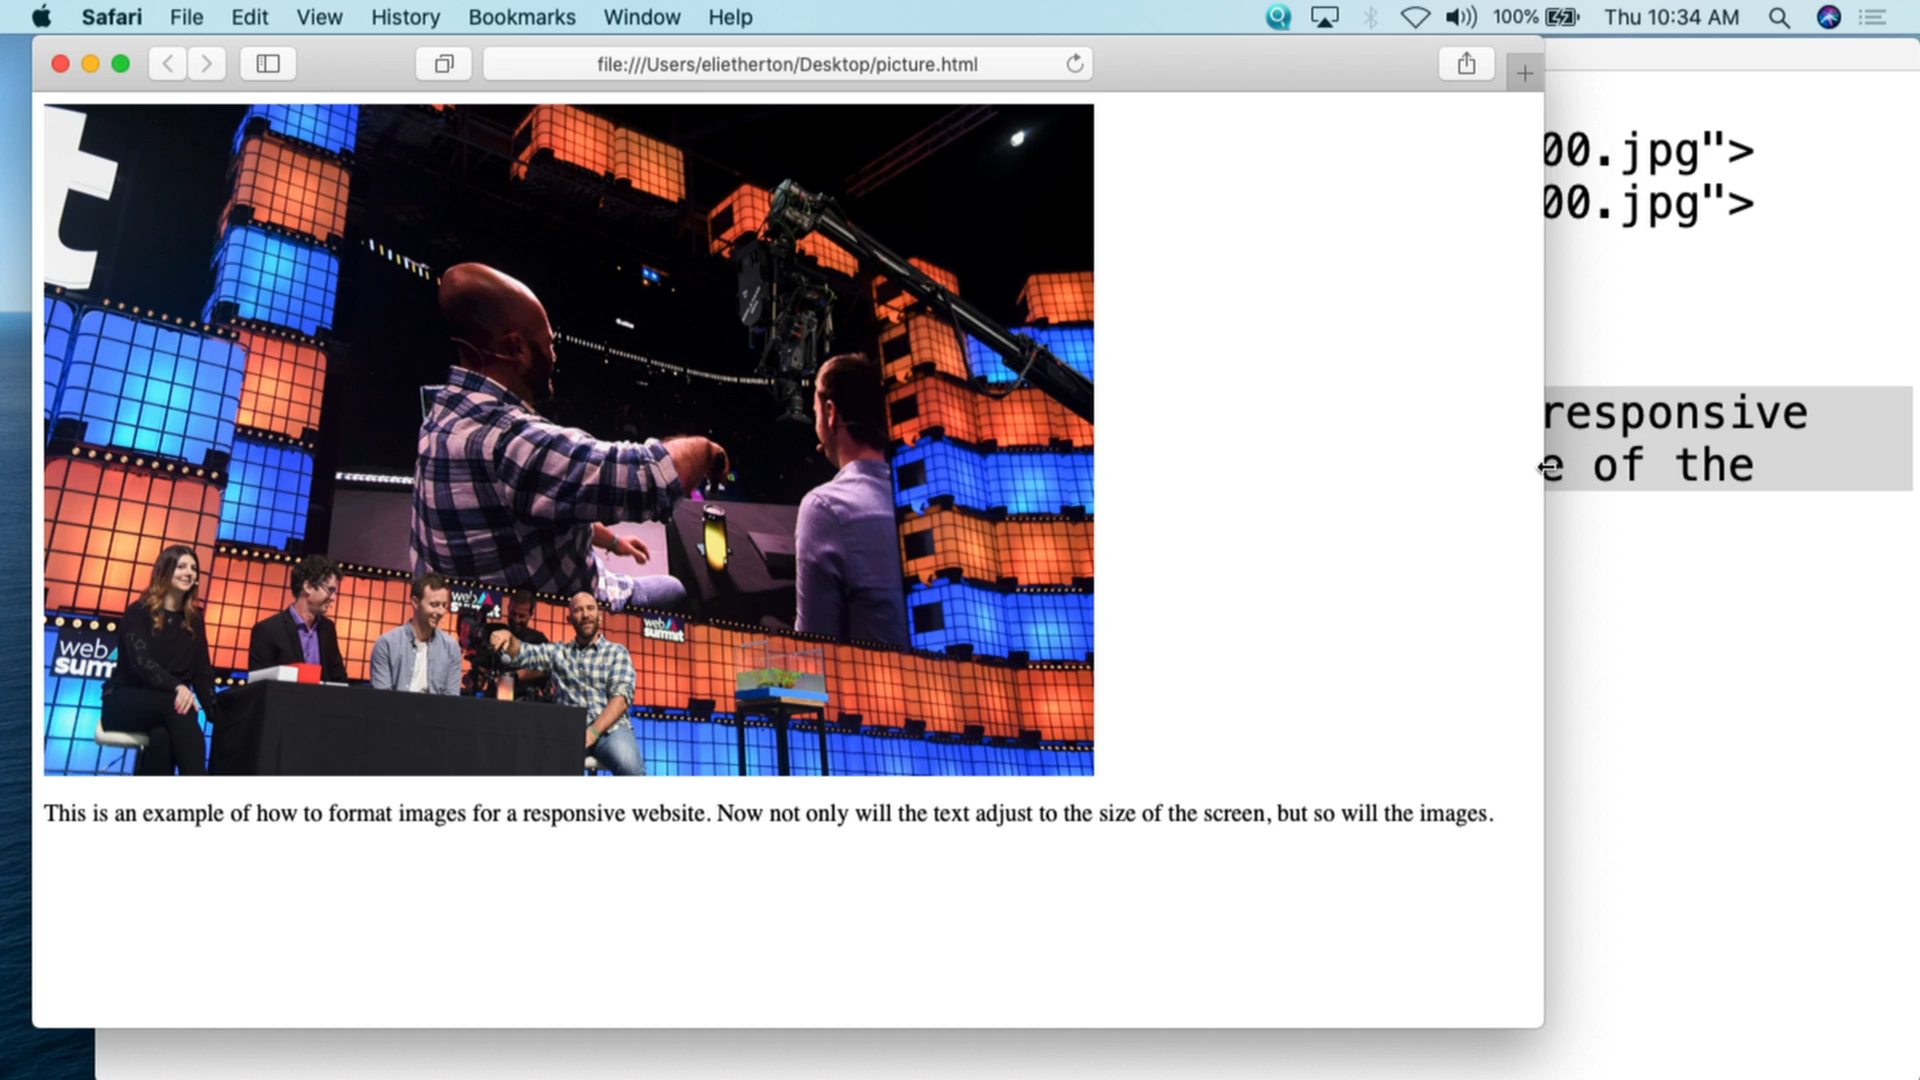 Safari File Edit View History Bookmarks Window Help 100% Thu 10:34 AM
file:///Users/elietherton/Desktop/picture.html
00.jpg">
00.jpg">
t
responsive
e of the
web
summit
web
summ
This is an example of how to format images for a responsive website. Now not only will the text adjust to the size of the screen, but so will the images.